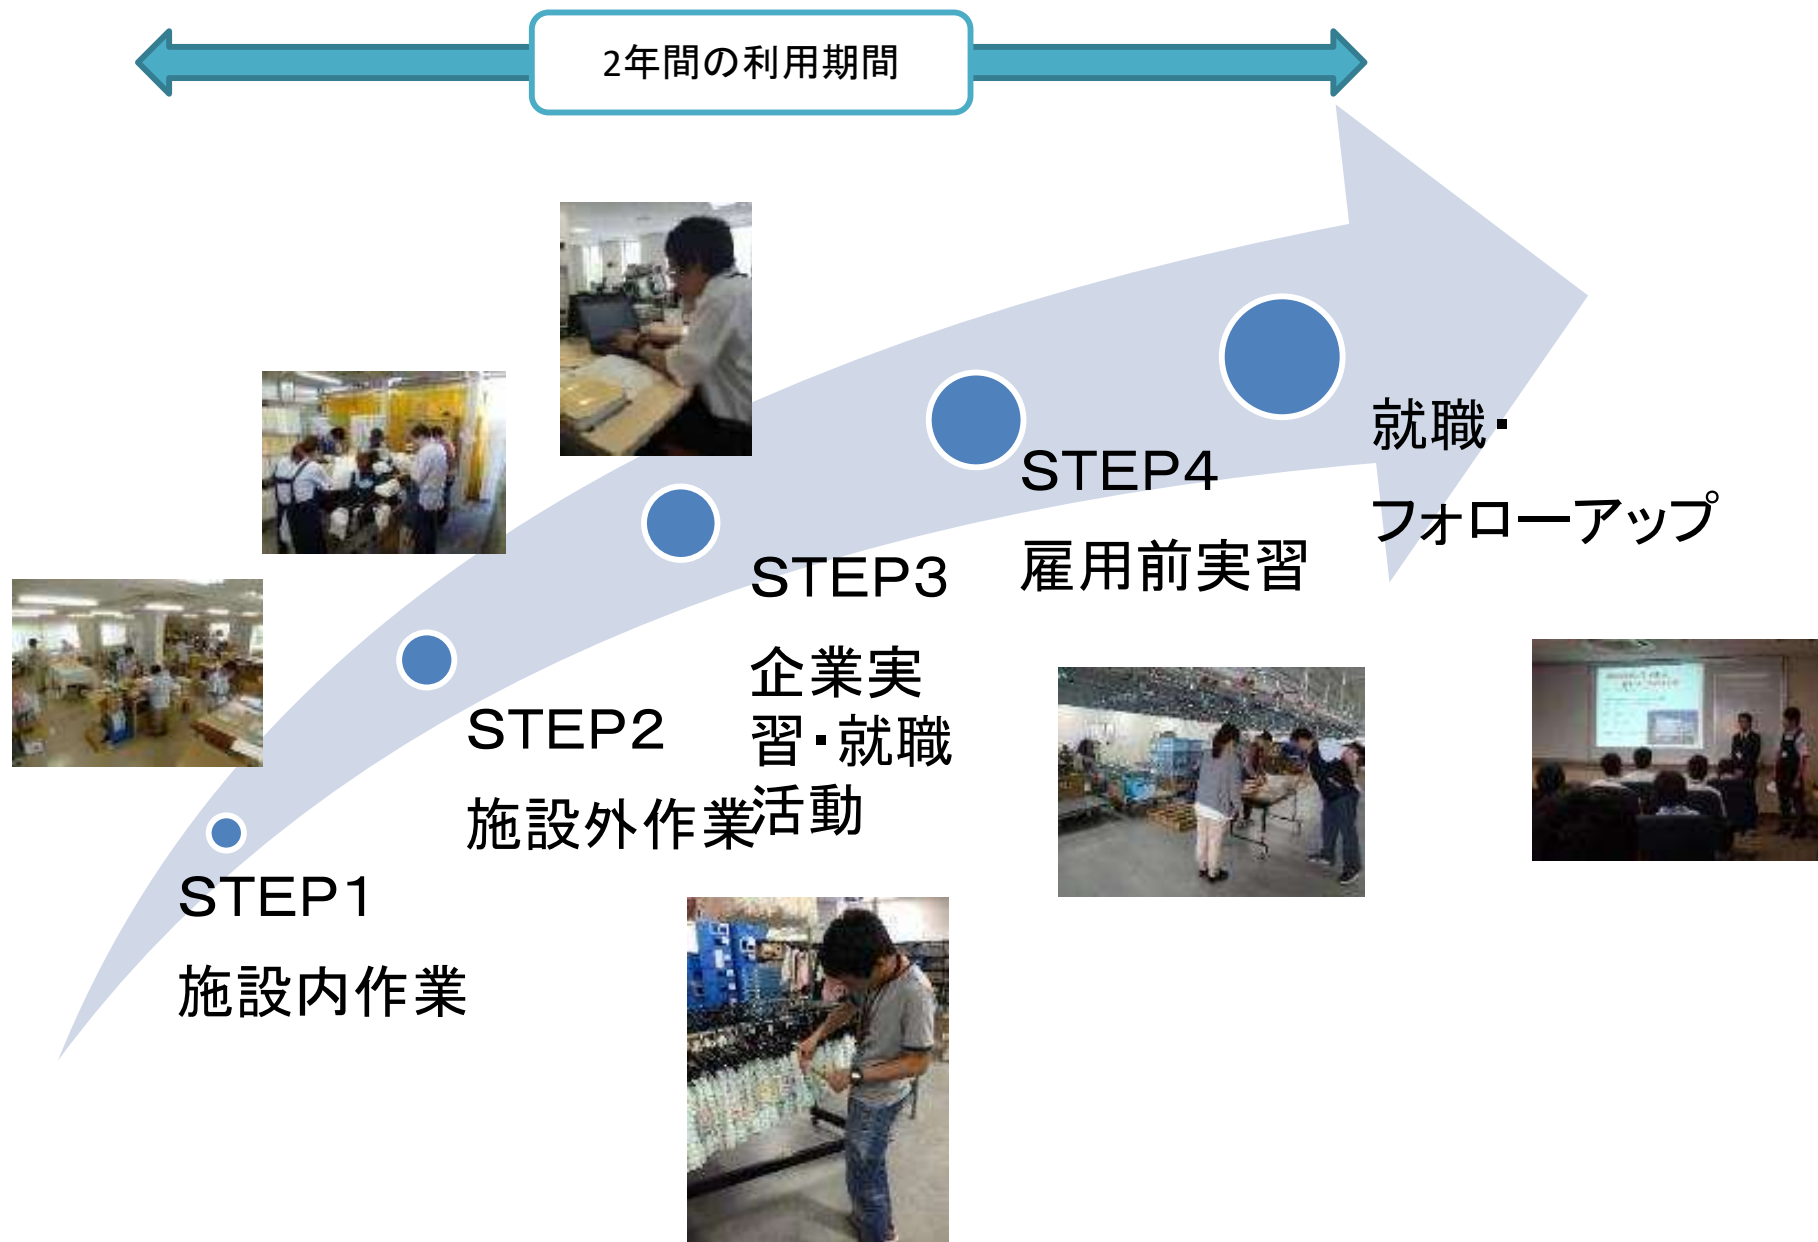 2年間の利用期間
STEP1
施設内作業
STEP2
施設外作業
STEP3
企業実
習・就職
活動
STEP4
雇用前実習
就職・
フォローアップ